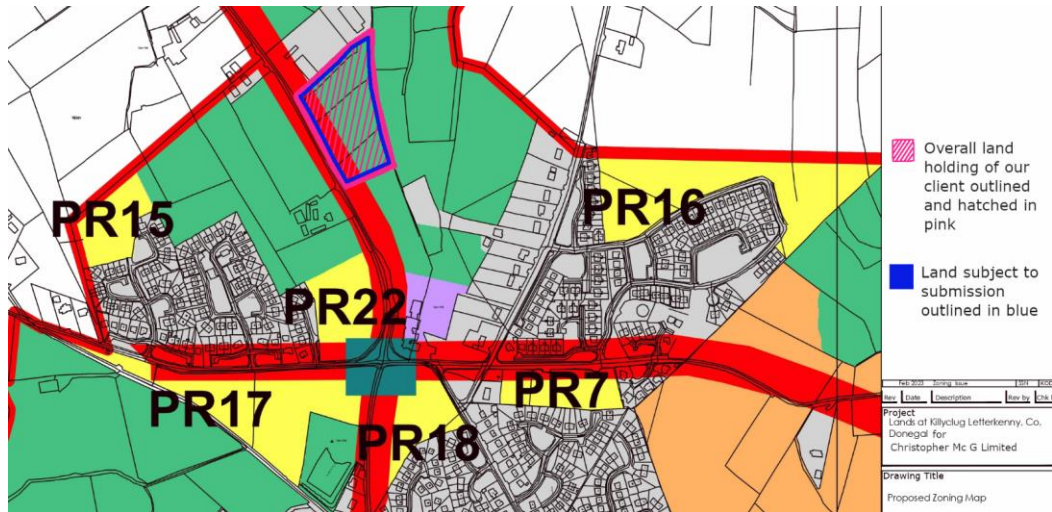 PR15
PR16
PR22
PR17
PR7
PR18
Overall land
holding of our
client outlined
and hatched in
pink
Land subject to
submission
outlined in blue
Feb 2023 Zoning Issue
Rev Date Description Rev by Chk
Project
Lands at Killyclug Letterkenny, Co.
Donegal for
Christopher Mc G Limited
Drawing Title
Proposed Zoning Map